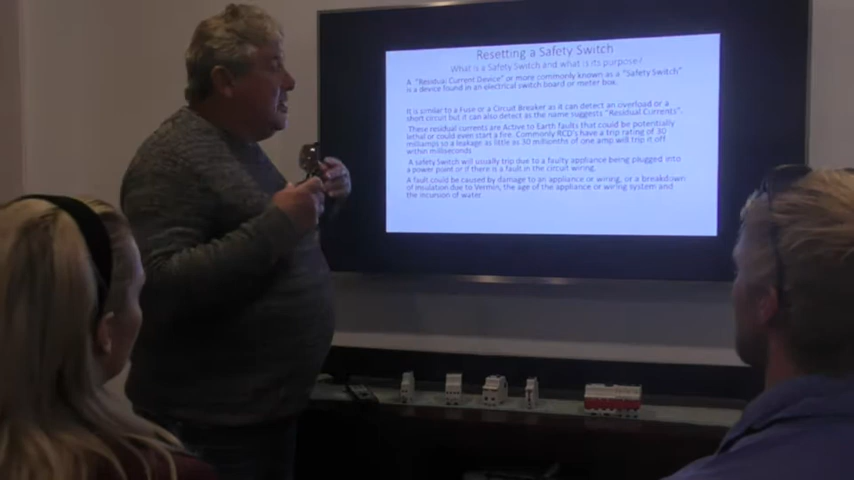 Resetting a Safety Switch
What is a Safety Switch and what is its purpose?
A "Residual Current Device" or more commonly known as a "Safety Switch"
is a device found in an electrical switch board or meter box.
It is similar to a Fuse or a Circuit Breaker as it can detect an overload or a
short circuit but it can also detect as the name suggests "Residual Currents".
These residual currents are Active to Earth faults that could be potentially
lethal or could even start a fire. Commonly RCD's have a trip rating of 30
milliamps so a leakage as little as 30 millionths of one amp will trip it off
within milliseconds.
A safety Switch will usually trip due to a faulty appliance being plugged into
a power point or if there is a fault in the circuit wiring.
A fault could be caused by damage to an appliance or wiring, or a breakdown
of insulation due to Vermin, the age of the appliance or wiring system and
the incursion of water.